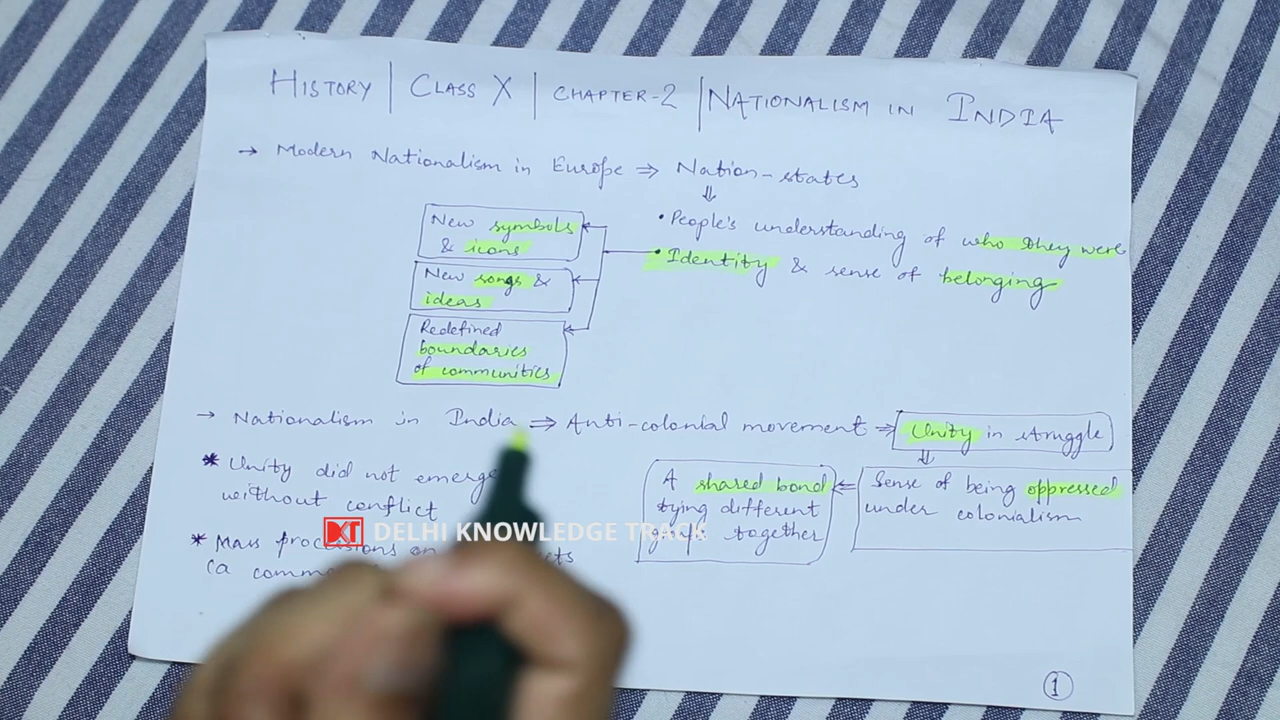 HISTORY | CLASS X | CHAPTER-2 | NATIONALISM IN INDIA
→ Modern Nationalism in Europe ⇒ Nation-states
⇓
• People's understanding of who they were
• Identity & sense of belonging
New symbols
& icons
New songs &
ideas
Redefined
boundaries
of communities
→ Nationalism in India ⇒ Anti-colonial movement ⇒ Unity in struggle
⇓
Sense of being oppressed
under colonialism
⇐
A shared bond
tying different
together
* Unity did not emerge
without conflict
* Mass processions on
(a
DELHI KNOWLEDGE TRACK
1